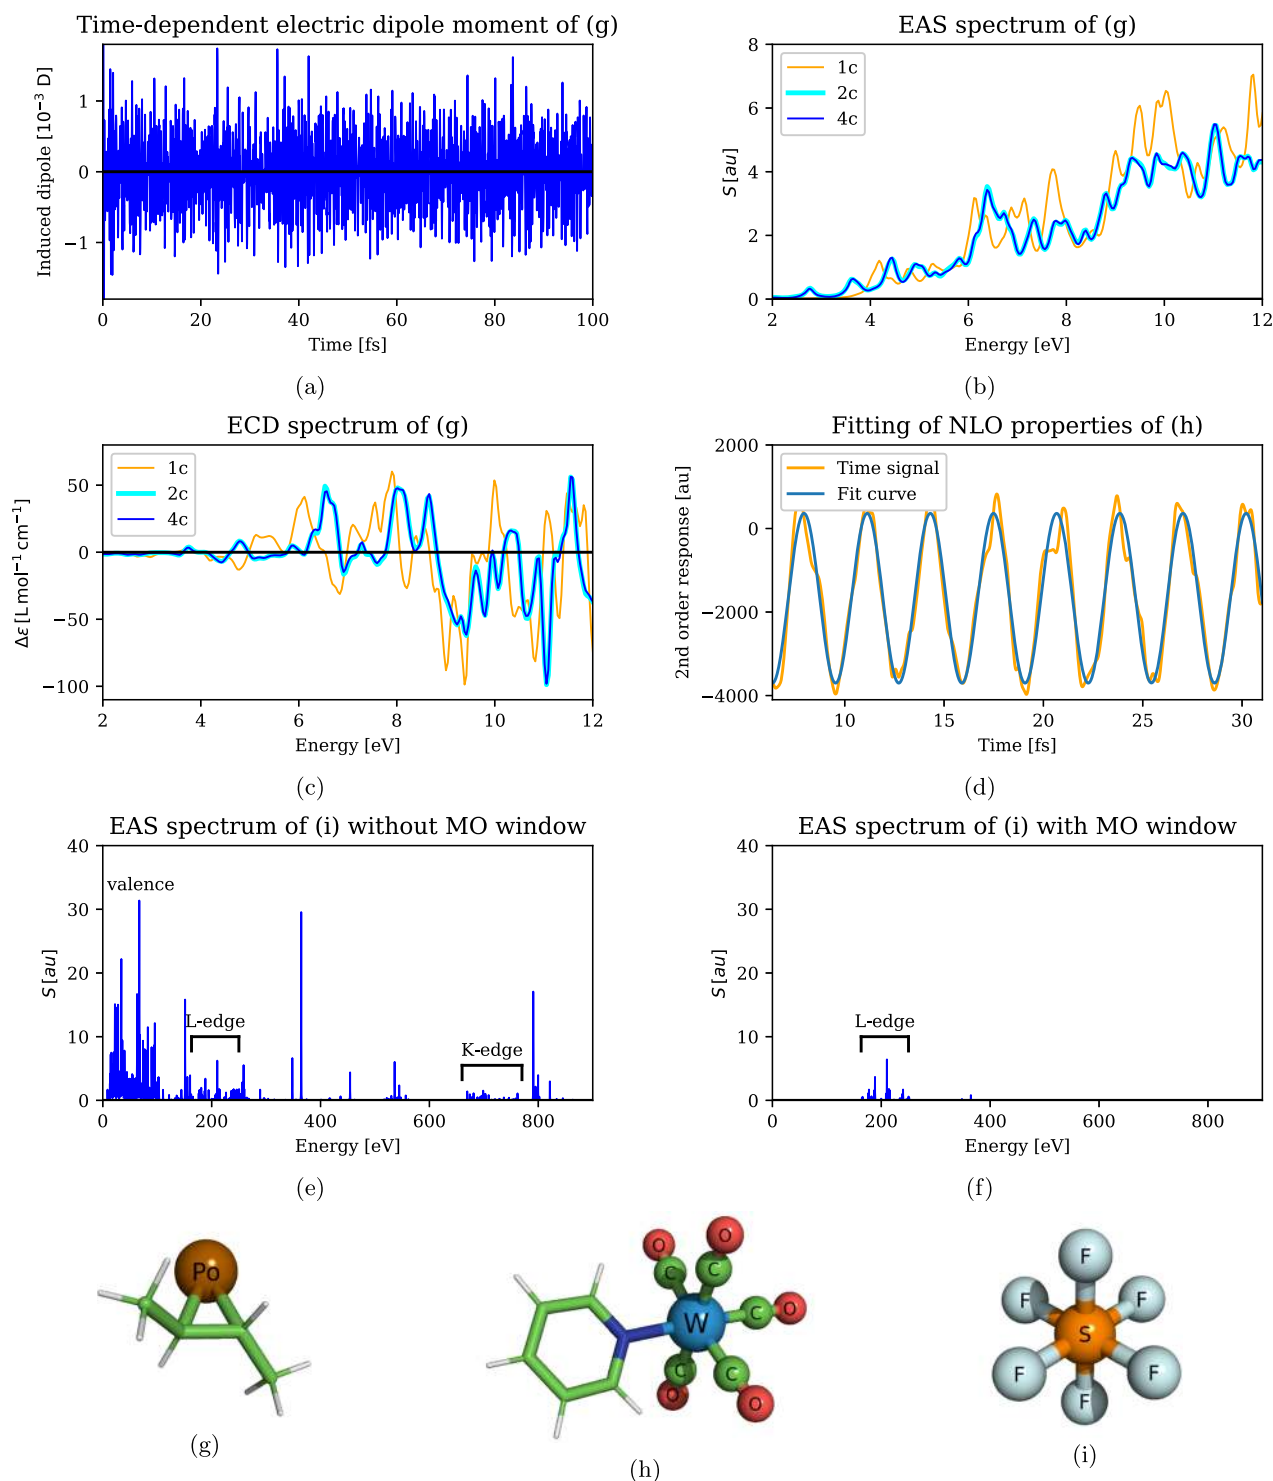 Time-dependent electric dipole moment of (g)
Induced dipole [10⁻³ D]
1
0
−1
0 20 40 60 80 100
Time [fs]
(a)
EAS spectrum of (g)
S [au]
8
6
4
2
0
1c
2c
4c
2 4 6 8 10 12
Energy [eV]
(b)
ECD spectrum of (g)
Δε [L mol⁻¹ cm⁻¹]
50
0
−50
−100
1c
2c
4c
2 4 6 8 10 12
Energy [eV]
(c)
Fitting of NLO properties of (h)
2nd order response [au]
2000
0
−2000
−4000
Time signal
Fit curve
10 15 20 25 30
Time [fs]
(d)
EAS spectrum of (i) without MO window
S [au]
40
30
20
10
0
valence
L-edge
K-edge
0 200 400 600 800
Energy [eV]
(e)
EAS spectrum of (i) with MO window
S [au]
40
30
20
10
0
L-edge
0 200 400 600 800
Energy [eV]
(f)
Po
(g)
O O
C C
W C O
C C
O O
(h)
F
F F
S
F F
F
(i)